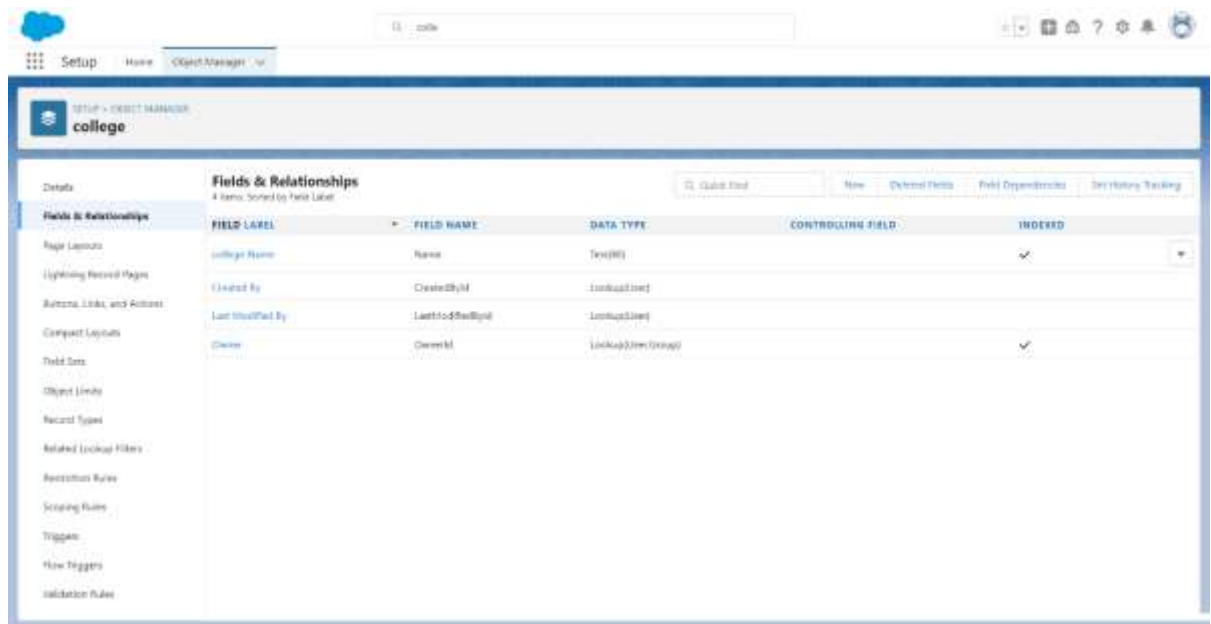 colle
Setup Home Object Manager
SETUP > OBJECT MANAGER
college
Details
Fields & Relationships
Page Layouts
Lightning Record Pages
Buttons, Links, and Actions
Compact Layouts
Field Sets
Object Limits
Record Types
Related Lookup Filters
Restriction Rules
Scoping Rules
Triggers
Flow Triggers
Validation Rules
Fields & Relationships
4 Items, Sorted by Field Label
Quick Find
New Deleted Fields Field Dependencies Set History Tracking
FIELD LABEL FIELD NAME DATA TYPE CONTROLLING FIELD INDEXED
college Name Name Text(80)
Created By CreatedById Lookup(User)
Last Modified By LastModifiedById Lookup(User)
Owner OwnerId Lookup(User,Group)